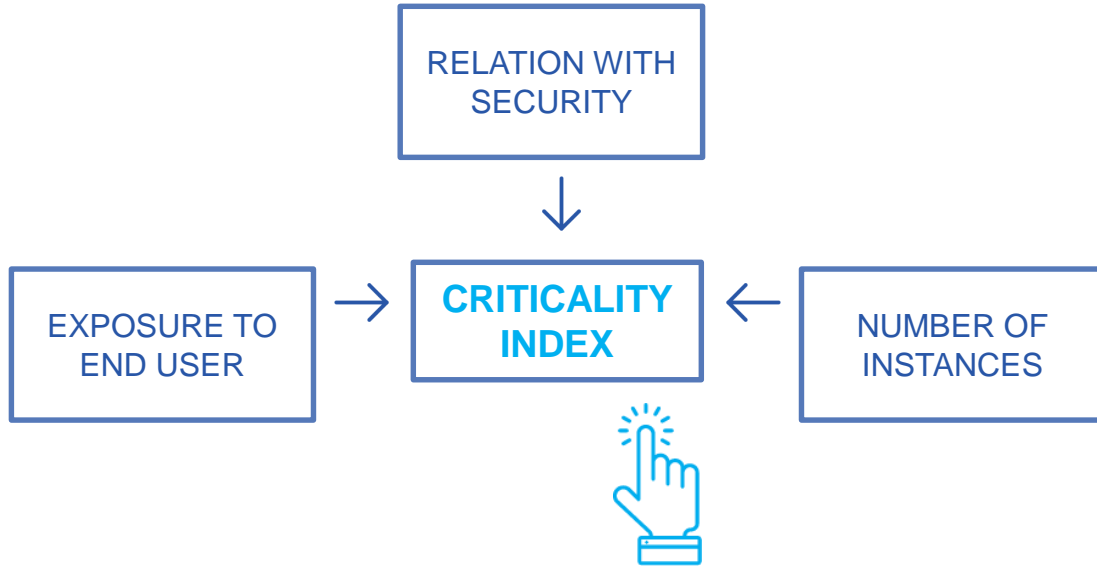 RELATION WITH
SECURITY
EXPOSURE TO
END USER
CRITICALITY
INDEX
NUMBER OF
INSTANCES